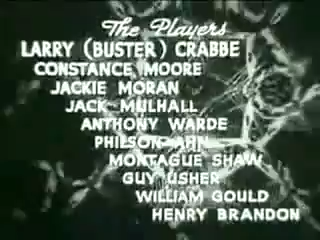 The Players
LARRY (BUSTER) CRABBE
CONSTANCE MOORE
JACKIE MORAN
JACK MULHALL
ANTHONY WARDE
PHILSON AHN
MONTAGUE SHAW
GUY USHER
WILLIAM GOULD
HENRY BRANDON